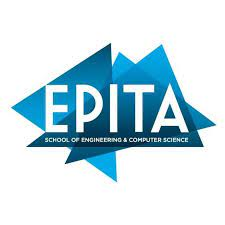 EPITA
SCHOOL OF ENGINEERING & COMPUTER SCIENCE